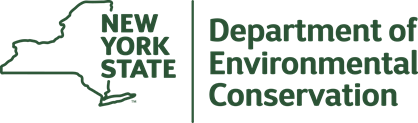 NEW
YORK
STATE
Department of
Environmental
Conservation